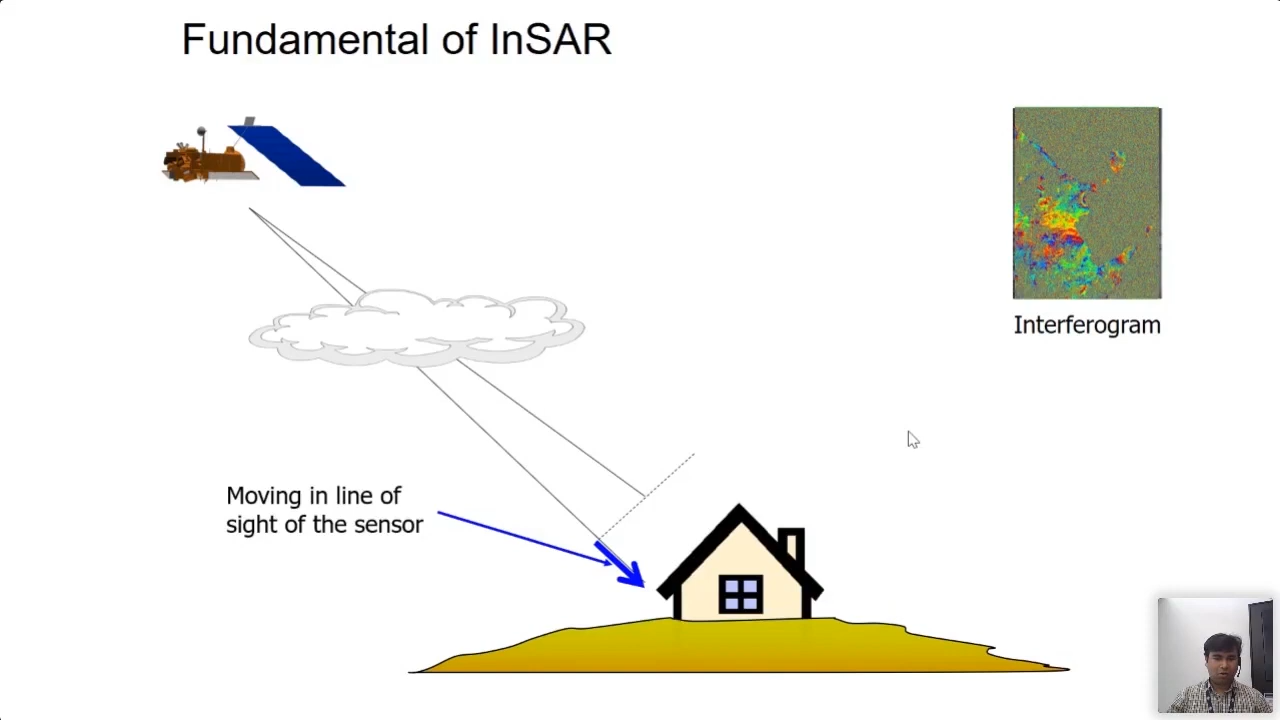 Fundamental of InSAR
Interferogram
Moving in line of
sight of the sensor